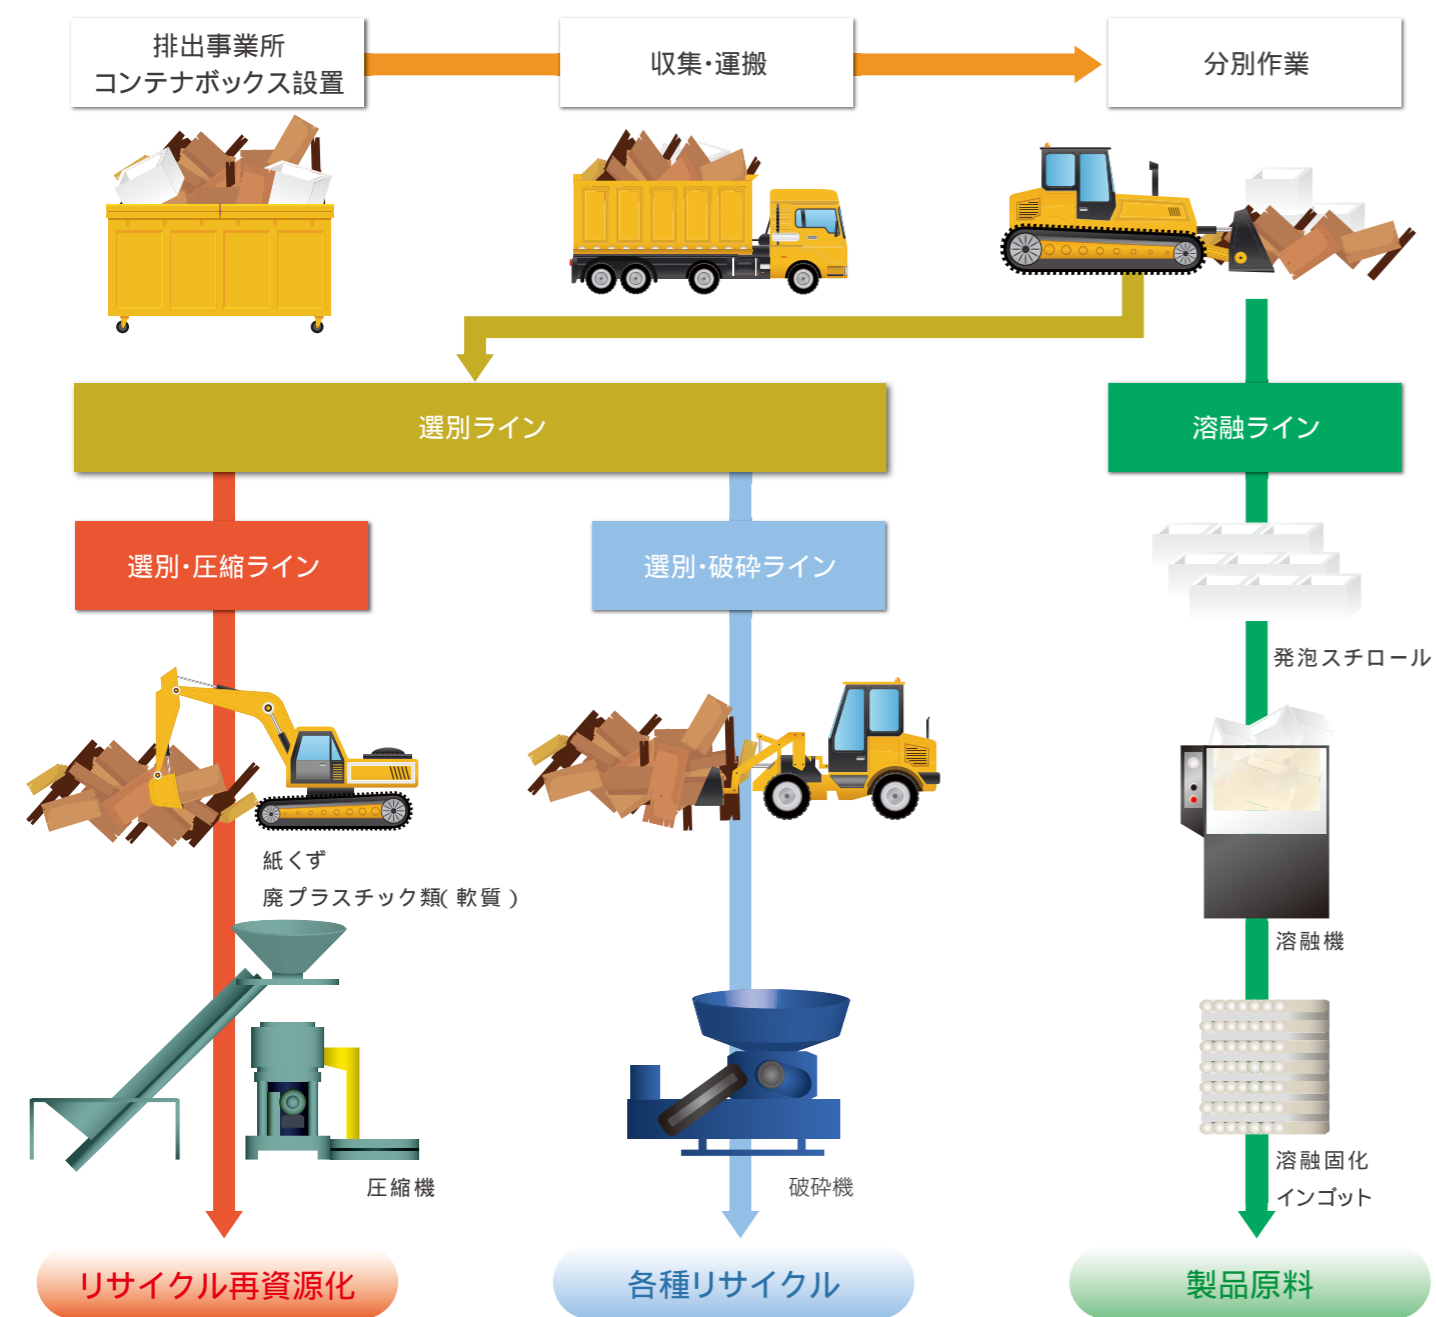 排出事業所
コンテナボックス設置
収集・運搬
分別作業
選別ライン
溶融ライン
選別・圧縮ライン
選別・破砕ライン
発泡スチロール
紙くず
廃プラスチック類(軟質)
溶融機
圧縮機
破砕機
溶融固化
インゴット
リサイクル再資源化
各種リサイクル
製品原料